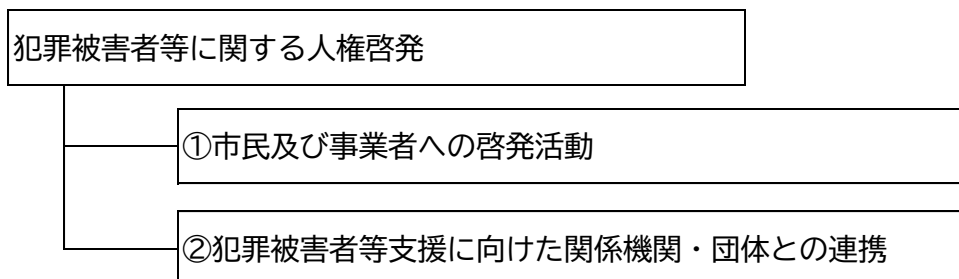 犯罪被害者等に関する人権啓発
①市民及び事業者への啓発活動
②犯罪被害者等支援に向けた関係機関・団体との連携